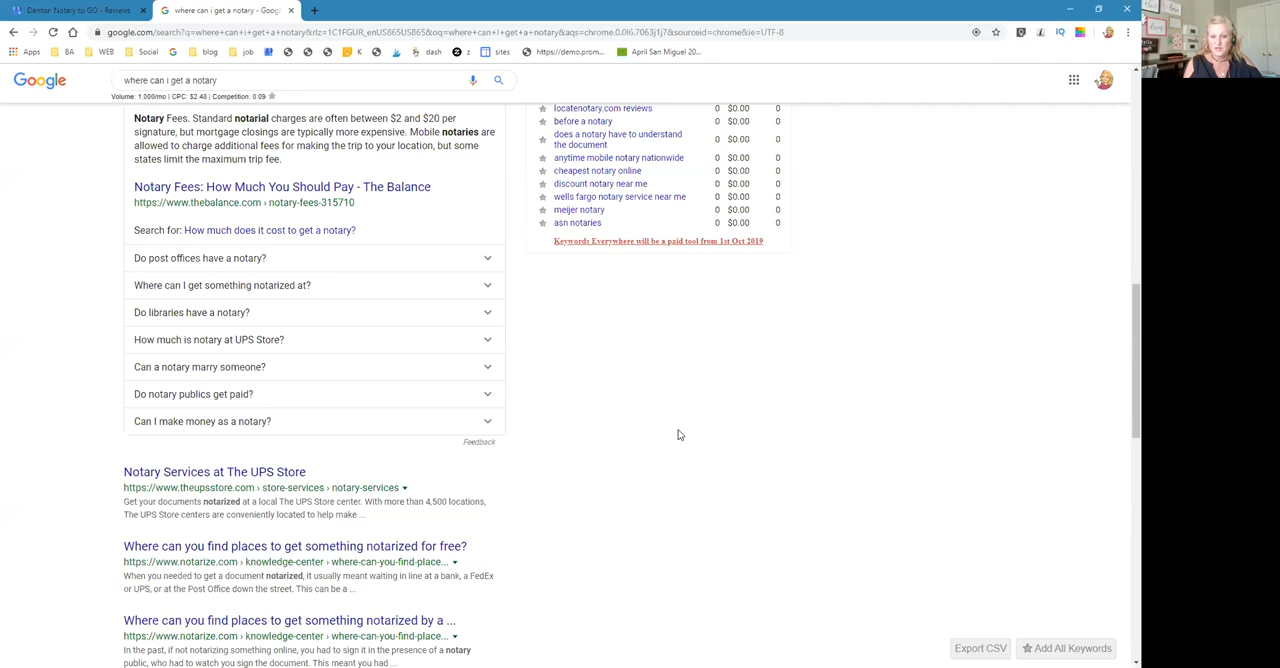 Dentor Notary to GO - Reviews
where can i get a notary - Goog
google.com/search?q=where+can+i+get+a+notary&rlz=1C1FGUR_enUS865US865&oq=where+can+I+get+a+notary&aqs=chrome.0.0l6.7063j1j7&sourceid=chrome&ie=UTF-8
Apps BA WEB Social blog job K dash z sites https://demo.prom... April San Miguel 20...
Google where can i get a notary
Volume: 1,000/mo | CPC: $2.48 | Competition: 0.09
Notary Fees. Standard notarial charges are often between $2 and $20 per
signature, but mortgage closings are typically more expensive. Mobile notaries are
allowed to charge additional fees for making the trip to your location, but some
states limit the maximum trip fee.
Notary Fees: How Much You Should Pay - The Balance
https://www.thebalance.com › notary-fees-315710
Search for: How much does it cost to get a notary?
Do post offices have a notary?
Where can I get something notarized at?
Do libraries have a notary?
How much is notary at UPS Store?
Can a notary marry someone?
Do notary publics get paid?
Can I make money as a notary?
Feedback
Notary Services at The UPS Store
https://www.theupsstore.com › store-services › notary-services
Get your documents notarized at a local The UPS Store center. With more than 4,500 locations,
The UPS Store centers are conveniently located to help make ...
Where can you find places to get something notarized for free?
https://www.notarize.com › knowledge-center › where-can-you-find-place...
When you needed to get a document notarized, it usually meant waiting in line at a bank, a FedEx
or UPS, or at the Post Office down the street. This can be a ...
Where can you find places to get something notarized by a ...
https://www.notarize.com › knowledge-center › where-can-you-find-place...
In the past, if not notarizing something online, you had to sign it in the presence of a notary
public, who had to watch you sign the document. This meant you had ...
locatenotary.com reviews 0 $0.00 0
before a notary 0 $0.00 0
does a notary have to understand
the document 0 $0.00 0
anytime mobile notary nationwide 0 $0.00 0
cheapest notary online 0 $0.00 0
discount notary near me 0 $0.00 0
wells fargo notary service near me 0 $0.00 0
meijer notary 0 $0.00 0
asn notaries 0 $0.00 0
Keywords Everywhere will be a paid tool from 1st Oct 2019
Export CSV Add All Keywords